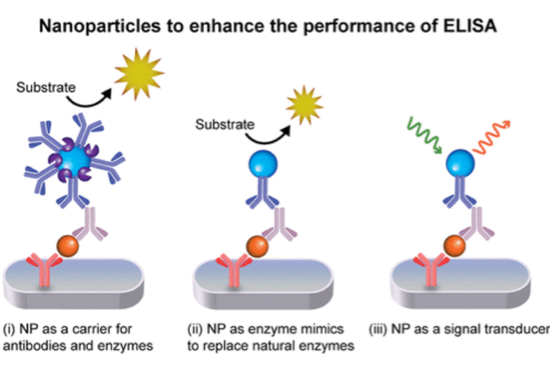 Nanoparticles to enhance the performance of ELISA
Substrate
Substrate
(i) NP as a carrier for
antibodies and enzymes
(ii) NP as enzyme mimics
to replace natural enzymes
(iii) NP as a signal transducer